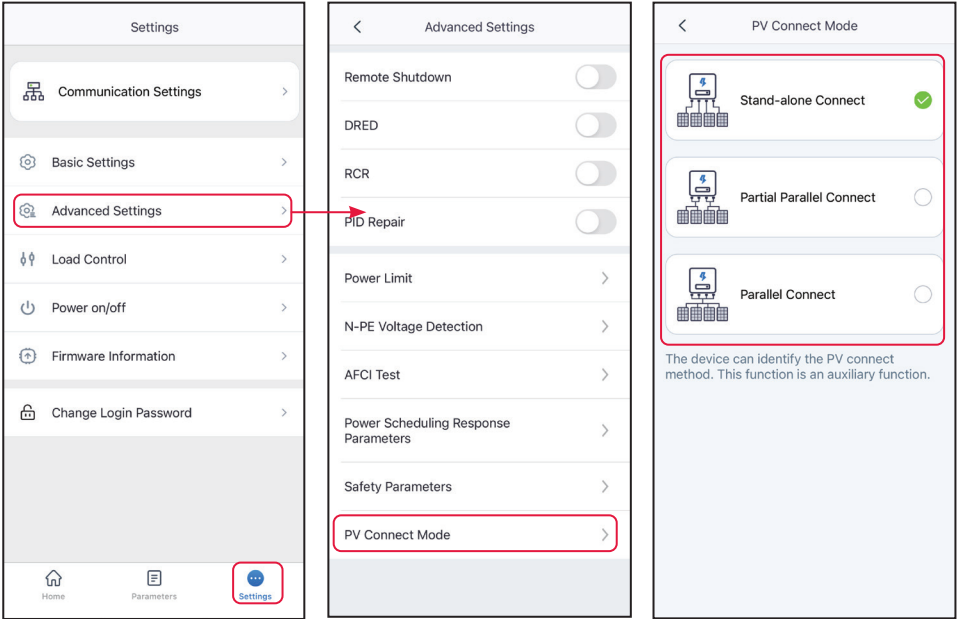 Settings
Communication Settings
Basic Settings
Advanced Settings
Load Control
Power on/off
Firmware Information
Change Login Password
Home
Parameters
Settings
Advanced Settings
Remote Shutdown
DRED
RCR
PID Repair
Power Limit
N-PE Voltage Detection
AFCI Test
Power Scheduling Response
Parameters
Safety Parameters
PV Connect Mode
PV Connect Mode
Stand-alone Connect
Partial Parallel Connect
Parallel Connect
The device can identify the PV connect
method. This function is an auxiliary function.